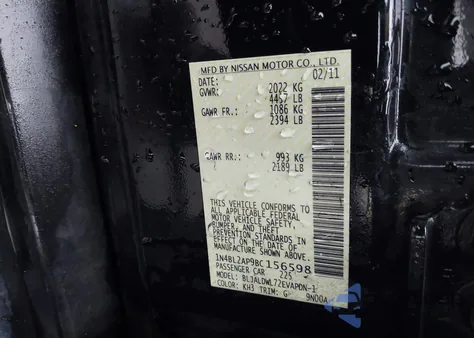 MFD BY NISSAN MOTOR CO., LTD.
DATE: 02/11
GVWR: 2022 KG
4457 LB
GAWR FR.: 1086 KG
2394 LB
GAWR RR.: 993 KG
2189 LB
THIS VEHICLE CONFORMS TO
ALL APPLICABLE FEDERAL
MOTOR VEHICLE SAFETY,
BUMPER, AND THEFT
PREVENTION STANDARDS IN
EFFECT ON THE DATE OF
MANUFACTURE SHOWN ABOVE.
1N4BL2AP9BC156598
PASSENGER CAR 225
MODEL: BLJALDWL72EVAPDN-1
COLOR: KH3 TRIM: G 9N00A